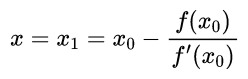 x = x₁ = x₀ − f(x₀)/f′(x₀)